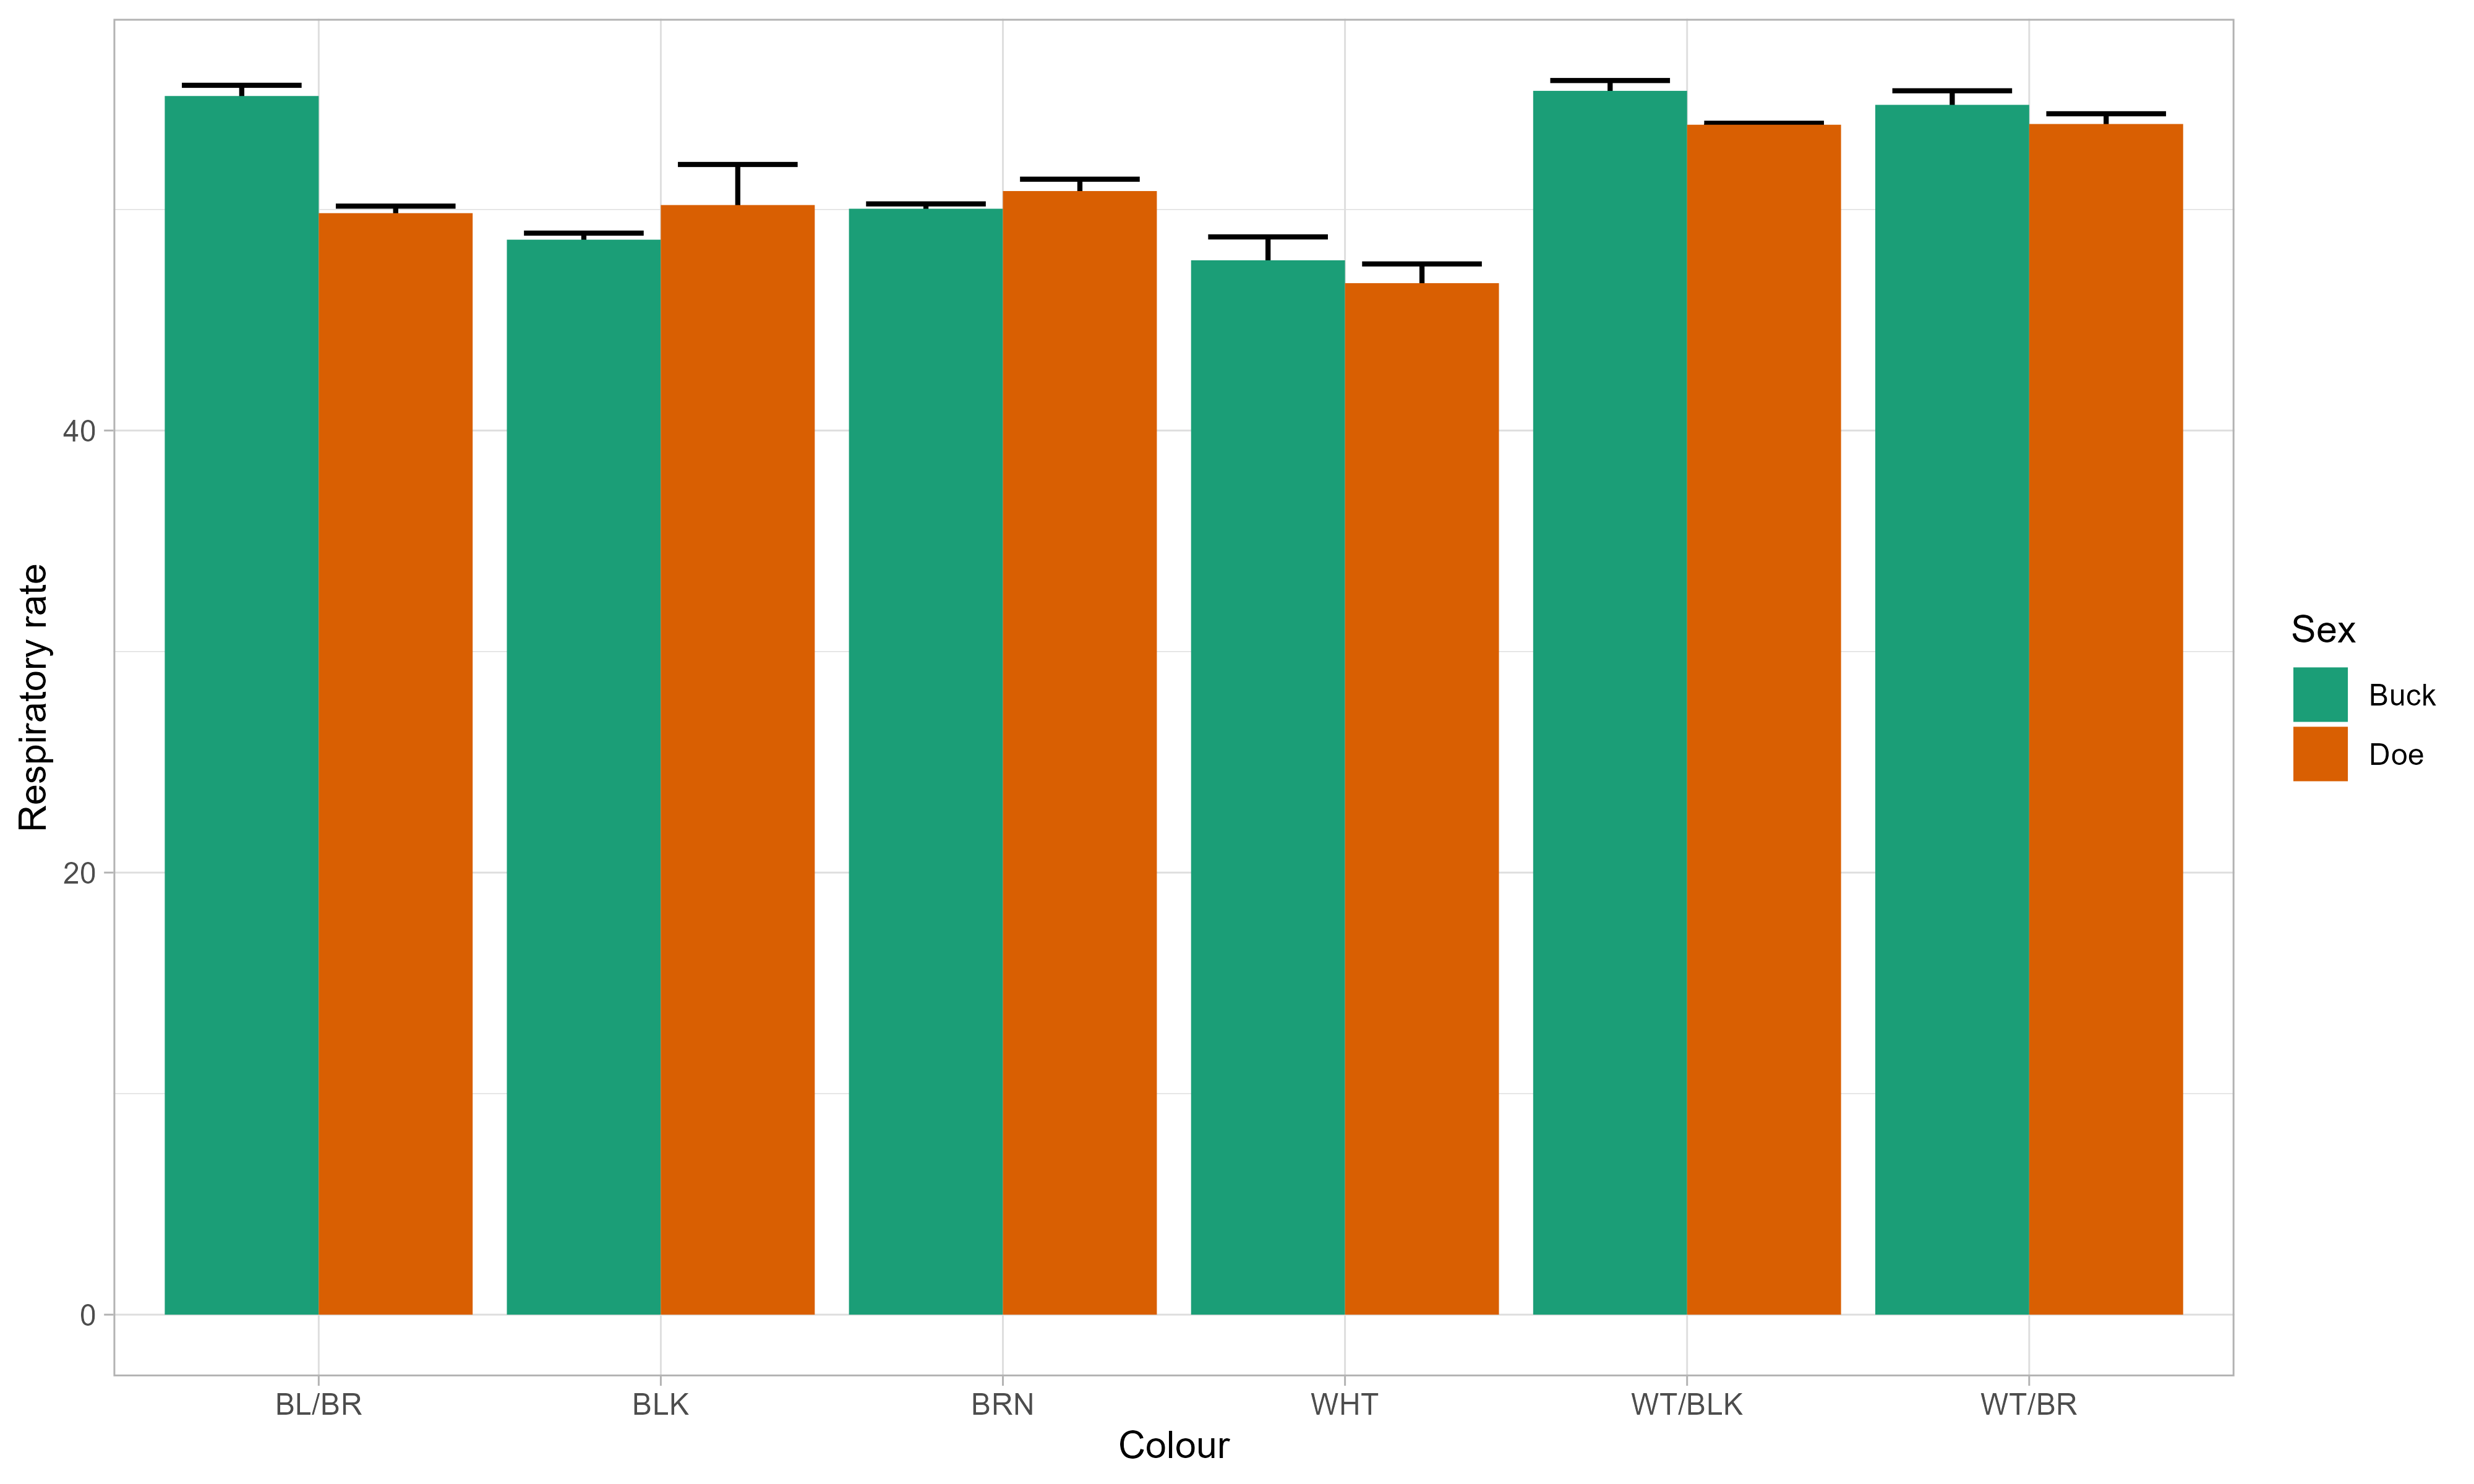 Respiratory rate
40
20
0
BL/BR BLK BRN WHT WT/BLK WT/BR
Colour
Sex
Buck
Doe